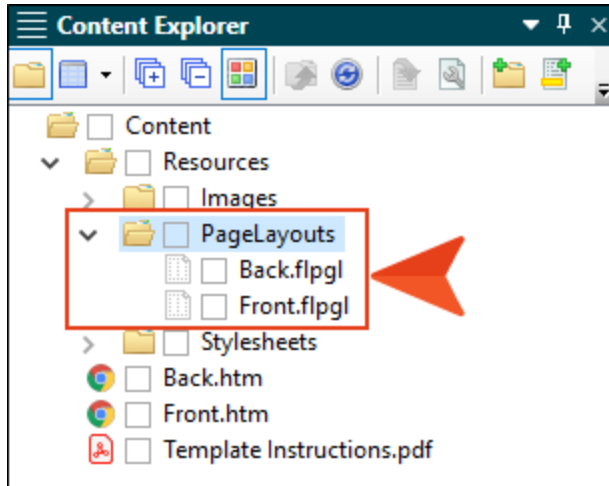 Content Explorer
Content
Resources
Images
PageLayouts
Back.flpgl
Front.flpgl
Stylesheets
Back.htm
Front.htm
Template Instructions.pdf